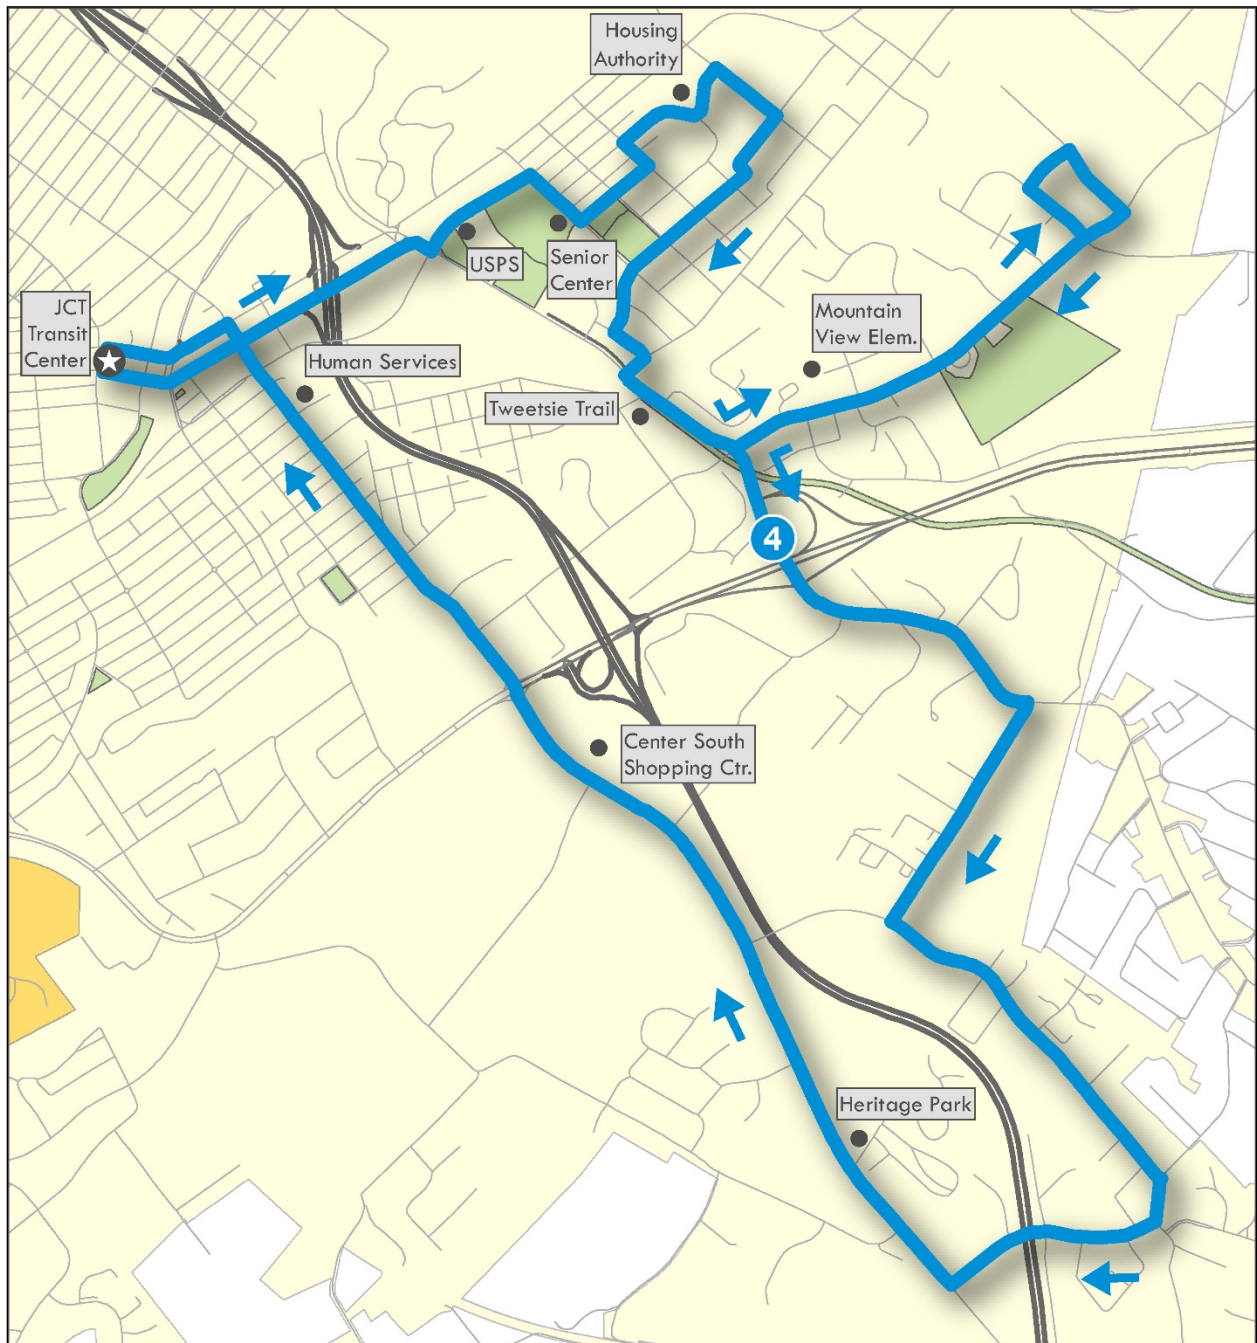 Housing
Authority
USPS
Senior
Center
JCT
Transit
Center
Human Services
Mountain
View Elem.
Tweetsie Trail
4
Center South
Shopping Ctr.
Heritage Park